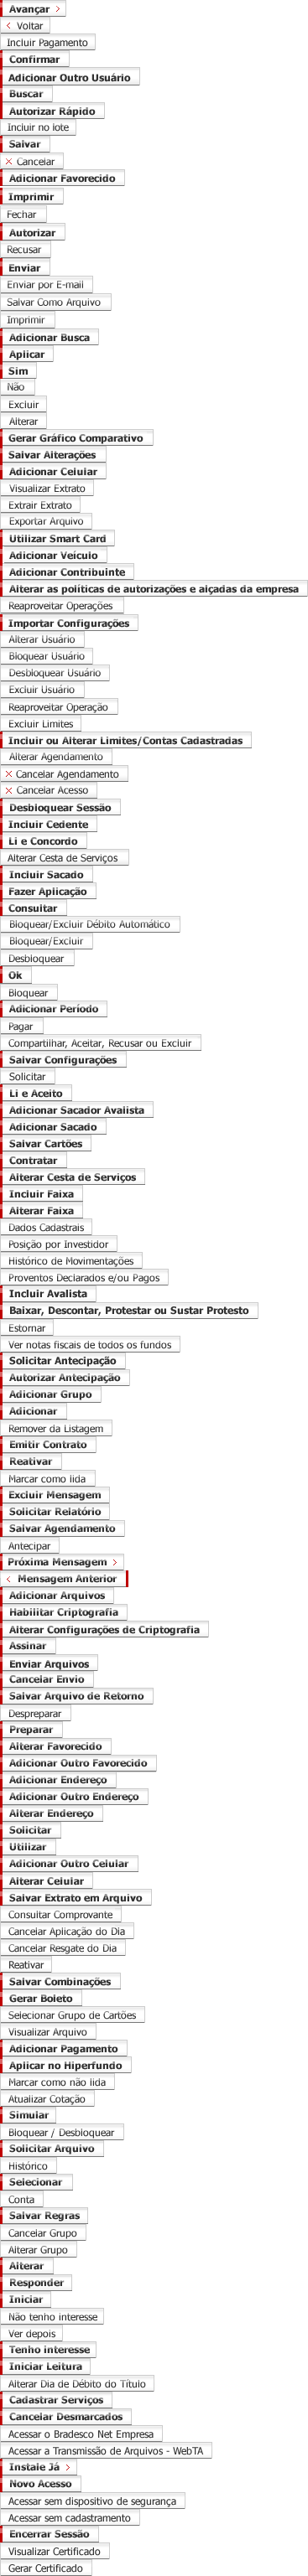 Avançar
Voltar
Incluir Pagamento
Confirmar
Adicionar Outro Usuário
Buscar
Autorizar Rápido
Incluir no lote
Salvar
Cancelar
Adicionar Favorecido
Imprimir
Fechar
Autorizar
Recusar
Enviar
Enviar por E-mail
Salvar Como Arquivo
Imprimir
Adicionar Busca
Aplicar
Sim
Não
Excluir
Alterar
Gerar Gráfico Comparativo
Salvar Alterações
Adicionar Celular
Visualizar Extrato
Extrair Extrato
Exportar Arquivo
Utilizar Smart Card
Adicionar Veículo
Adicionar Contribuinte
Alterar as políticas de autorizações e alçadas da empresa
Reaproveitar Operações
Importar Configurações
Alterar Usuário
Bloquear Usuário
Desbloquear Usuário
Excluir Usuário
Reaproveitar Operação
Excluir Limites
Incluir ou Alterar Limites/Contas Cadastradas
Alterar Agendamento
Cancelar Agendamento
Cancelar Acesso
Desbloquear Sessão
Incluir Cedente
Li e Concordo
Alterar Cesta de Serviços
Incluir Sacado
Fazer Aplicação
Consultar
Bloquear/Excluir Débito Automático
Bloquear/Excluir
Desbloquear
Ok
Bloquear
Adicionar Período
Pagar
Compartilhar, Aceitar, Recusar ou Excluir
Salvar Configurações
Solicitar
Li e Aceito
Adicionar Sacador Avalista
Adicionar Sacado
Salvar Cartões
Contratar
Alterar Cesta de Serviços
Incluir Faixa
Alterar Faixa
Dados Cadastrais
Posição por Investidor
Histórico de Movimentações
Proventos Declarados e/ou Pagos
Incluir Avalista
Baixar, Descontar, Protestar ou Sustar Protesto
Estornar
Ver notas fiscais de todos os fundos
Solicitar Antecipação
Autorizar Antecipação
Adicionar Grupo
Adicionar
Remover da Listagem
Emitir Contrato
Reativar
Marcar como lida
Excluir Mensagem
Solicitar Relatório
Salvar Agendamento
Antecipar
Próxima Mensagem
Mensagem Anterior
Adicionar Arquivos
Habilitar Criptografia
Alterar Configurações de Criptografia
Assinar
Enviar Arquivos
Cancelar Envio
Salvar Arquivo de Retorno
Despreparar
Preparar
Alterar Favorecido
Adicionar Outro Favorecido
Adicionar Endereço
Adicionar Outro Endereço
Alterar Endereço
Solicitar
Utilizar
Adicionar Outro Celular
Alterar Celular
Salvar Extrato em Arquivo
Consultar Comprovante
Cancelar Aplicação do Dia
Cancelar Resgate do Dia
Reativar
Salvar Combinações
Gerar Boleto
Selecionar Grupo de Cartões
Visualizar Arquivo
Adicionar Pagamento
Aplicar no Hiperfundo
Marcar como não lida
Atualizar Cotação
Simular
Bloquear / Desbloquear
Solicitar Arquivo
Histórico
Selecionar
Conta
Salvar Regras
Cancelar Grupo
Alterar Grupo
Alterar
Responder
Iniciar
Não tenho interesse
Ver depois
Tenho interesse
Iniciar Leitura
Alterar Dia de Débito do Título
Cadastrar Serviços
Cancelar Desmarcados
Acessar o Bradesco Net Empresa
Acessar a Transmissão de Arquivos - WebTA
Instale Já
Novo Acesso
Acessar sem dispositivo de segurança
Acessar sem cadastramento
Encerrar Sessão
Visualizar Certificado
Gerar Certificado